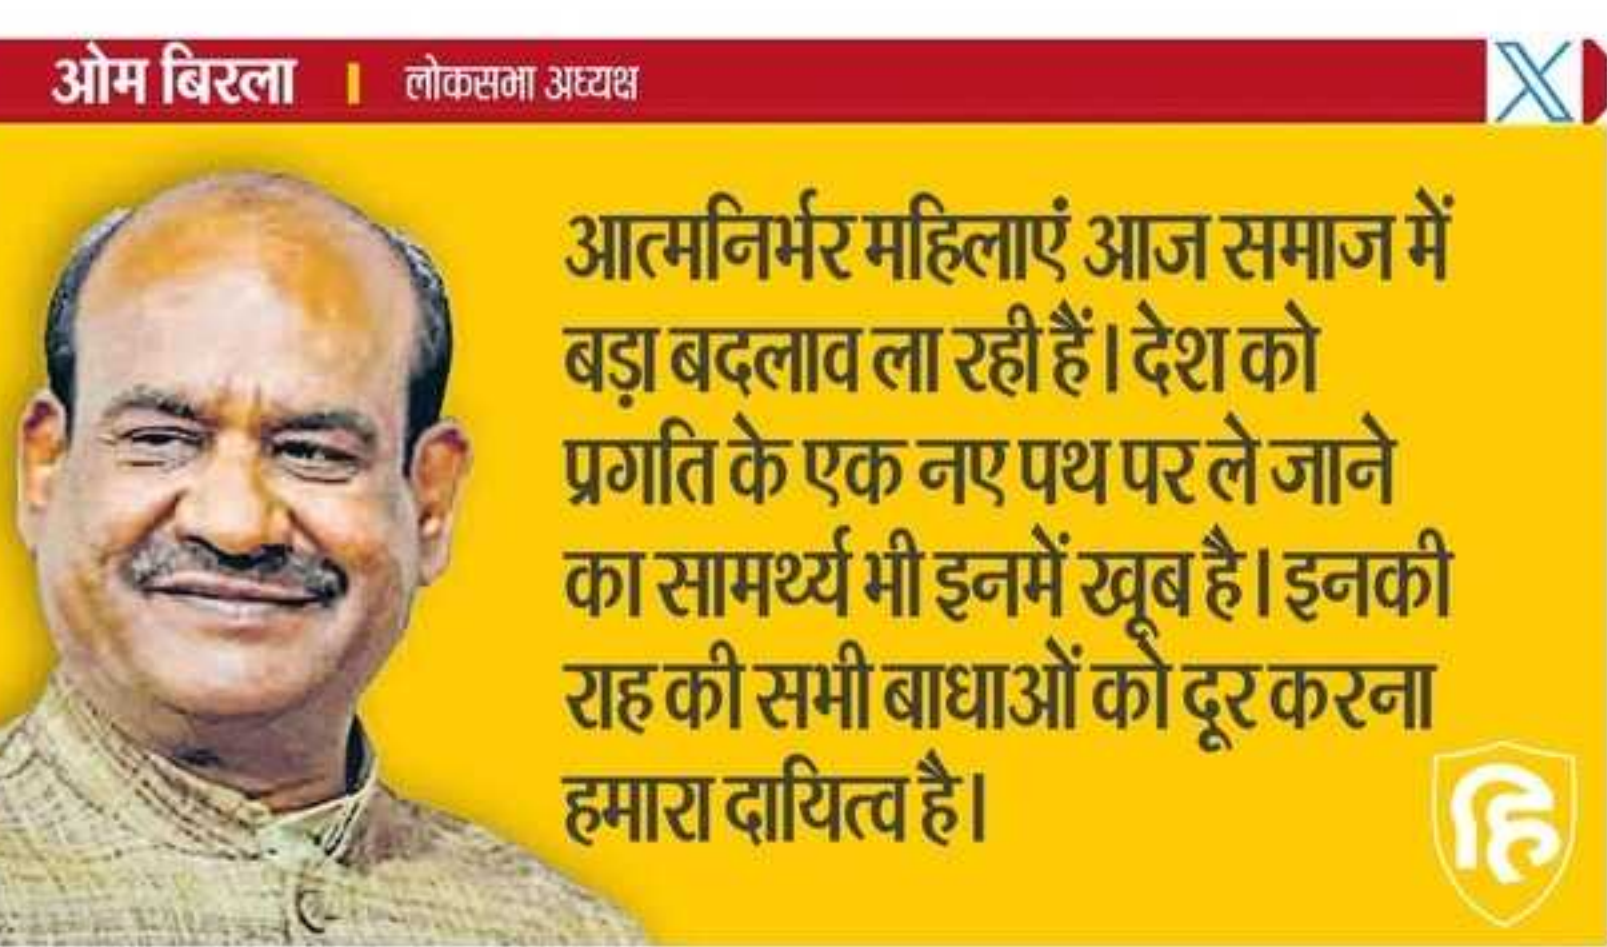 ओम बिरला | लोकसभा अध्यक्ष X
आत्मनिर्भर महिलाएं आज समाज में
बड़ा बदलाव ला रही हैं। देश को
प्रगति के एक नए पथ पर ले जाने
का सामर्थ्य भी इनमें खूब है। इनकी
राह की सभी बाधाओं को दूर करना
हमारा दायित्व है।
हि